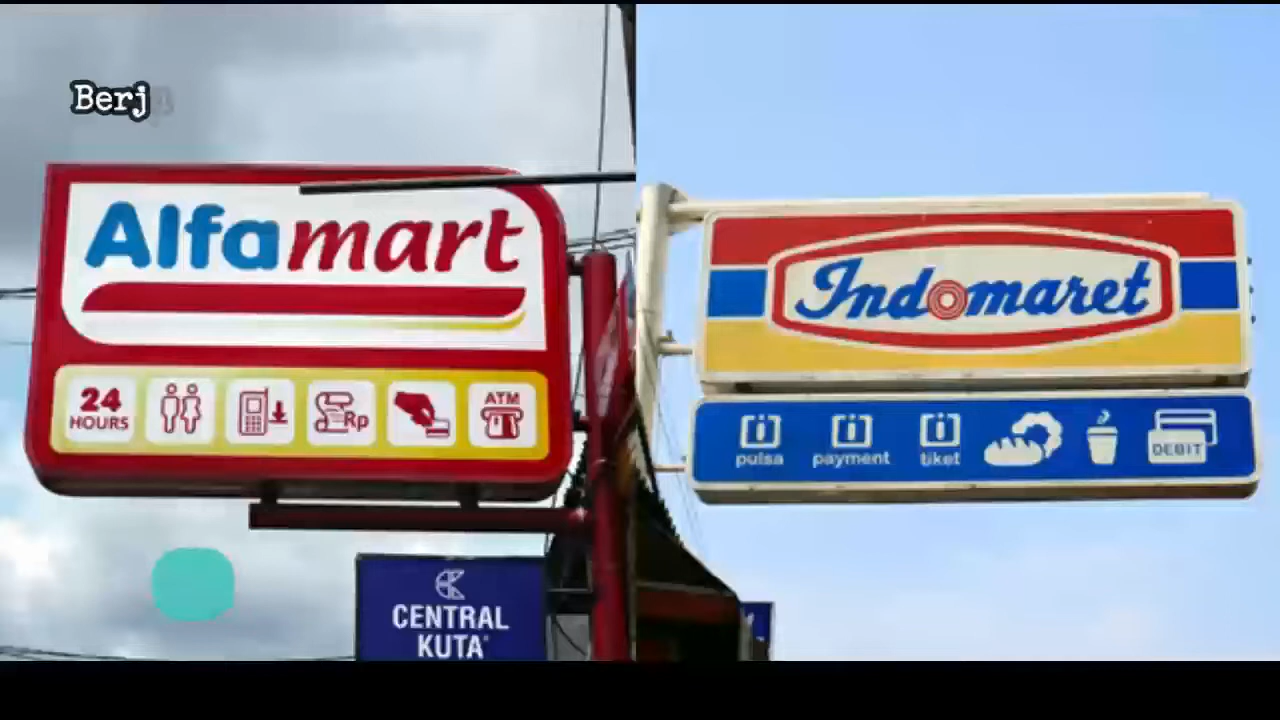 Berj
Alfamart
24
HOURS
Rp
ATM
CENTRAL
KUTA
Indomaret
pulsa
payment
tiket
DEBIT